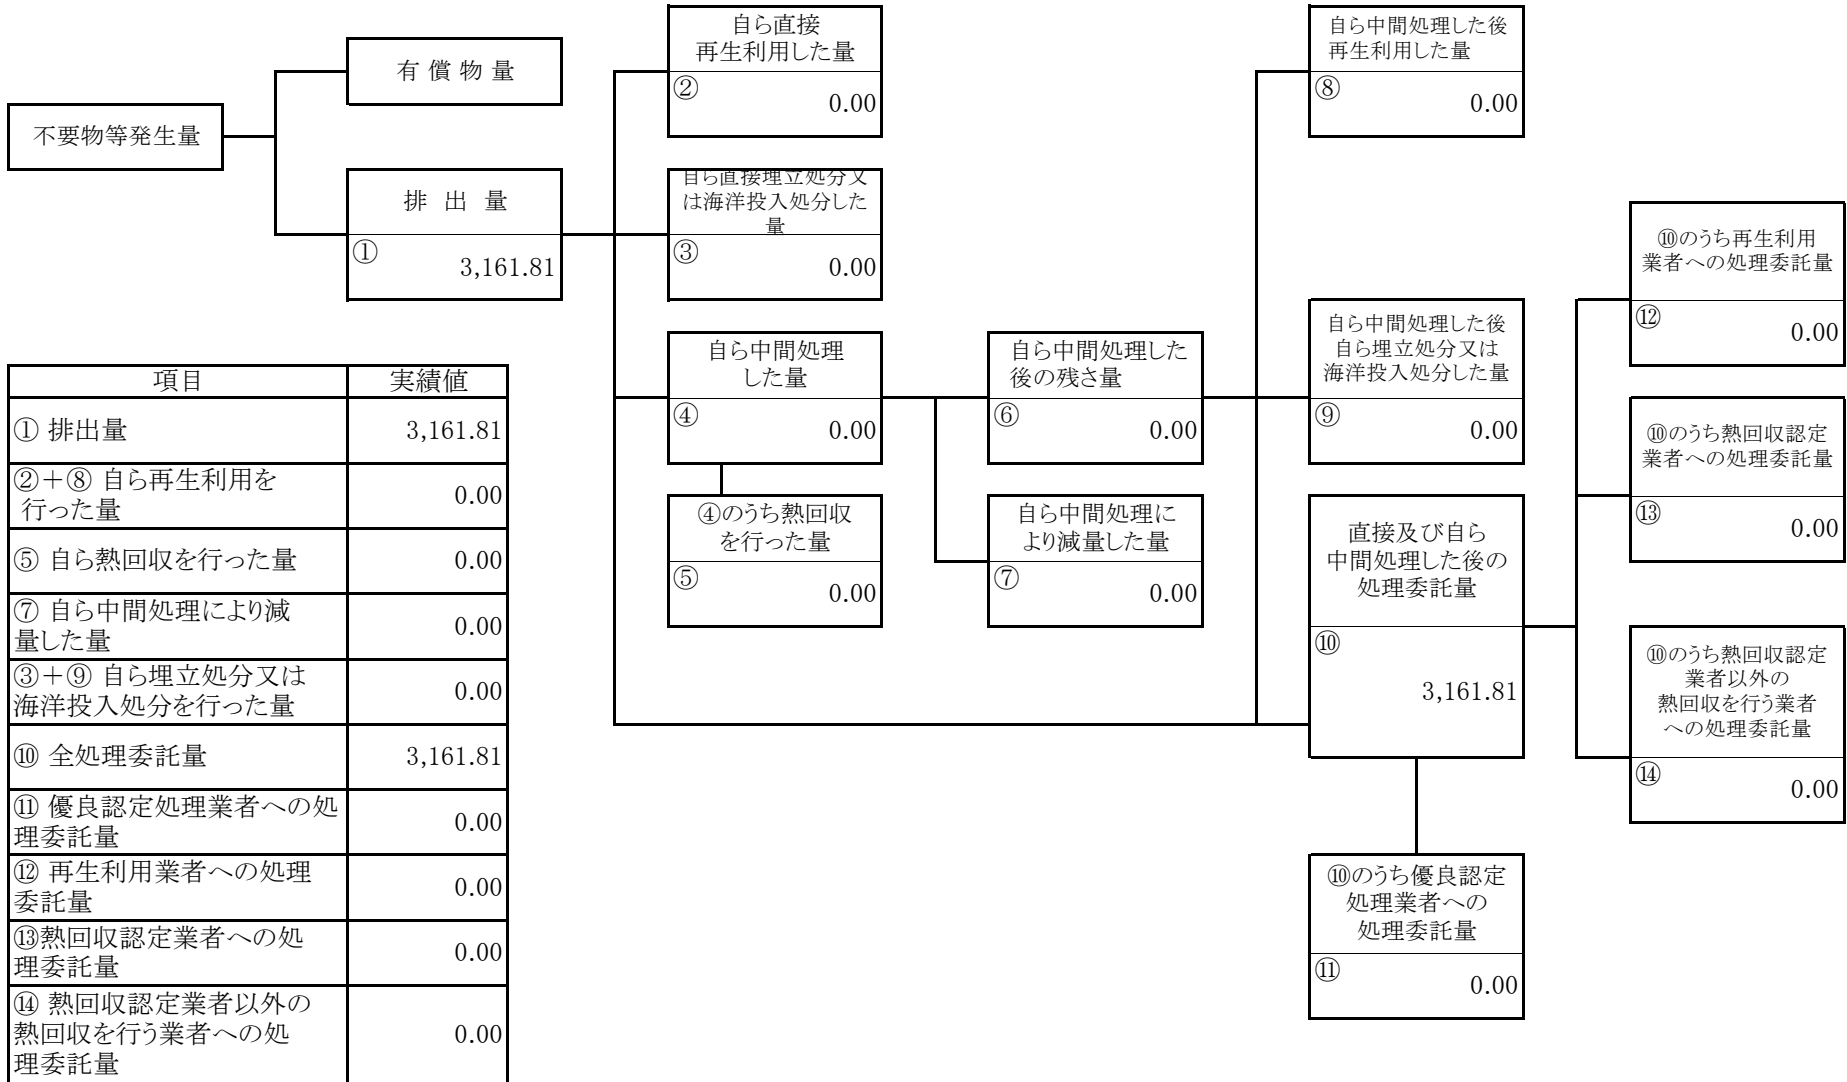 自ら直接
再生利用した量
②
0.00
自ら中間処理した後
再生利用した量
⑧
0.00
有 償 物 量
不要物等発生量
排 出 量
①
3,161.81
自ら直接埋立処分又
は海洋投入処分した
量
③
0.00
⑩のうち再生利用
業者への処理委託量
⑫
0.00
自ら中間処理
した量
④
0.00
自ら中間処理した
後の残さ量
⑥
0.00
自ら中間処理した後
自ら埋立処分又は
海洋投入処分した量
⑨
0.00
⑩のうち熱回収認定
業者への処理委託量
⑬
0.00
④のうち熱回収
を行った量
⑤
0.00
自ら中間処理に
より減量した量
⑦
0.00
直接及び自ら
中間処理した後の
処理委託量
⑩
3,161.81
⑩のうち熱回収認定
業者以外の
熱回収を行う業者
への処理委託量
⑭
0.00
⑩のうち優良認定
処理業者への
処理委託量
⑪
0.00
項目 実績値
① 排出量 3,161.81
②＋⑧ 自ら再生利用を
行った量 0.00
⑤ 自ら熱回収を行った量 0.00
⑦ 自ら中間処理により減
量した量 0.00
③＋⑨ 自ら埋立処分又は
海洋投入処分を行った量 0.00
⑩ 全処理委託量 3,161.81
⑪ 優良認定処理業者への処
理委託量 0.00
⑫ 再生利用業者への処理
委託量 0.00
⑬熱回収認定業者への処
理委託量 0.00
⑭ 熱回収認定業者以外の
熱回収を行う業者への処
理委託量 0.00